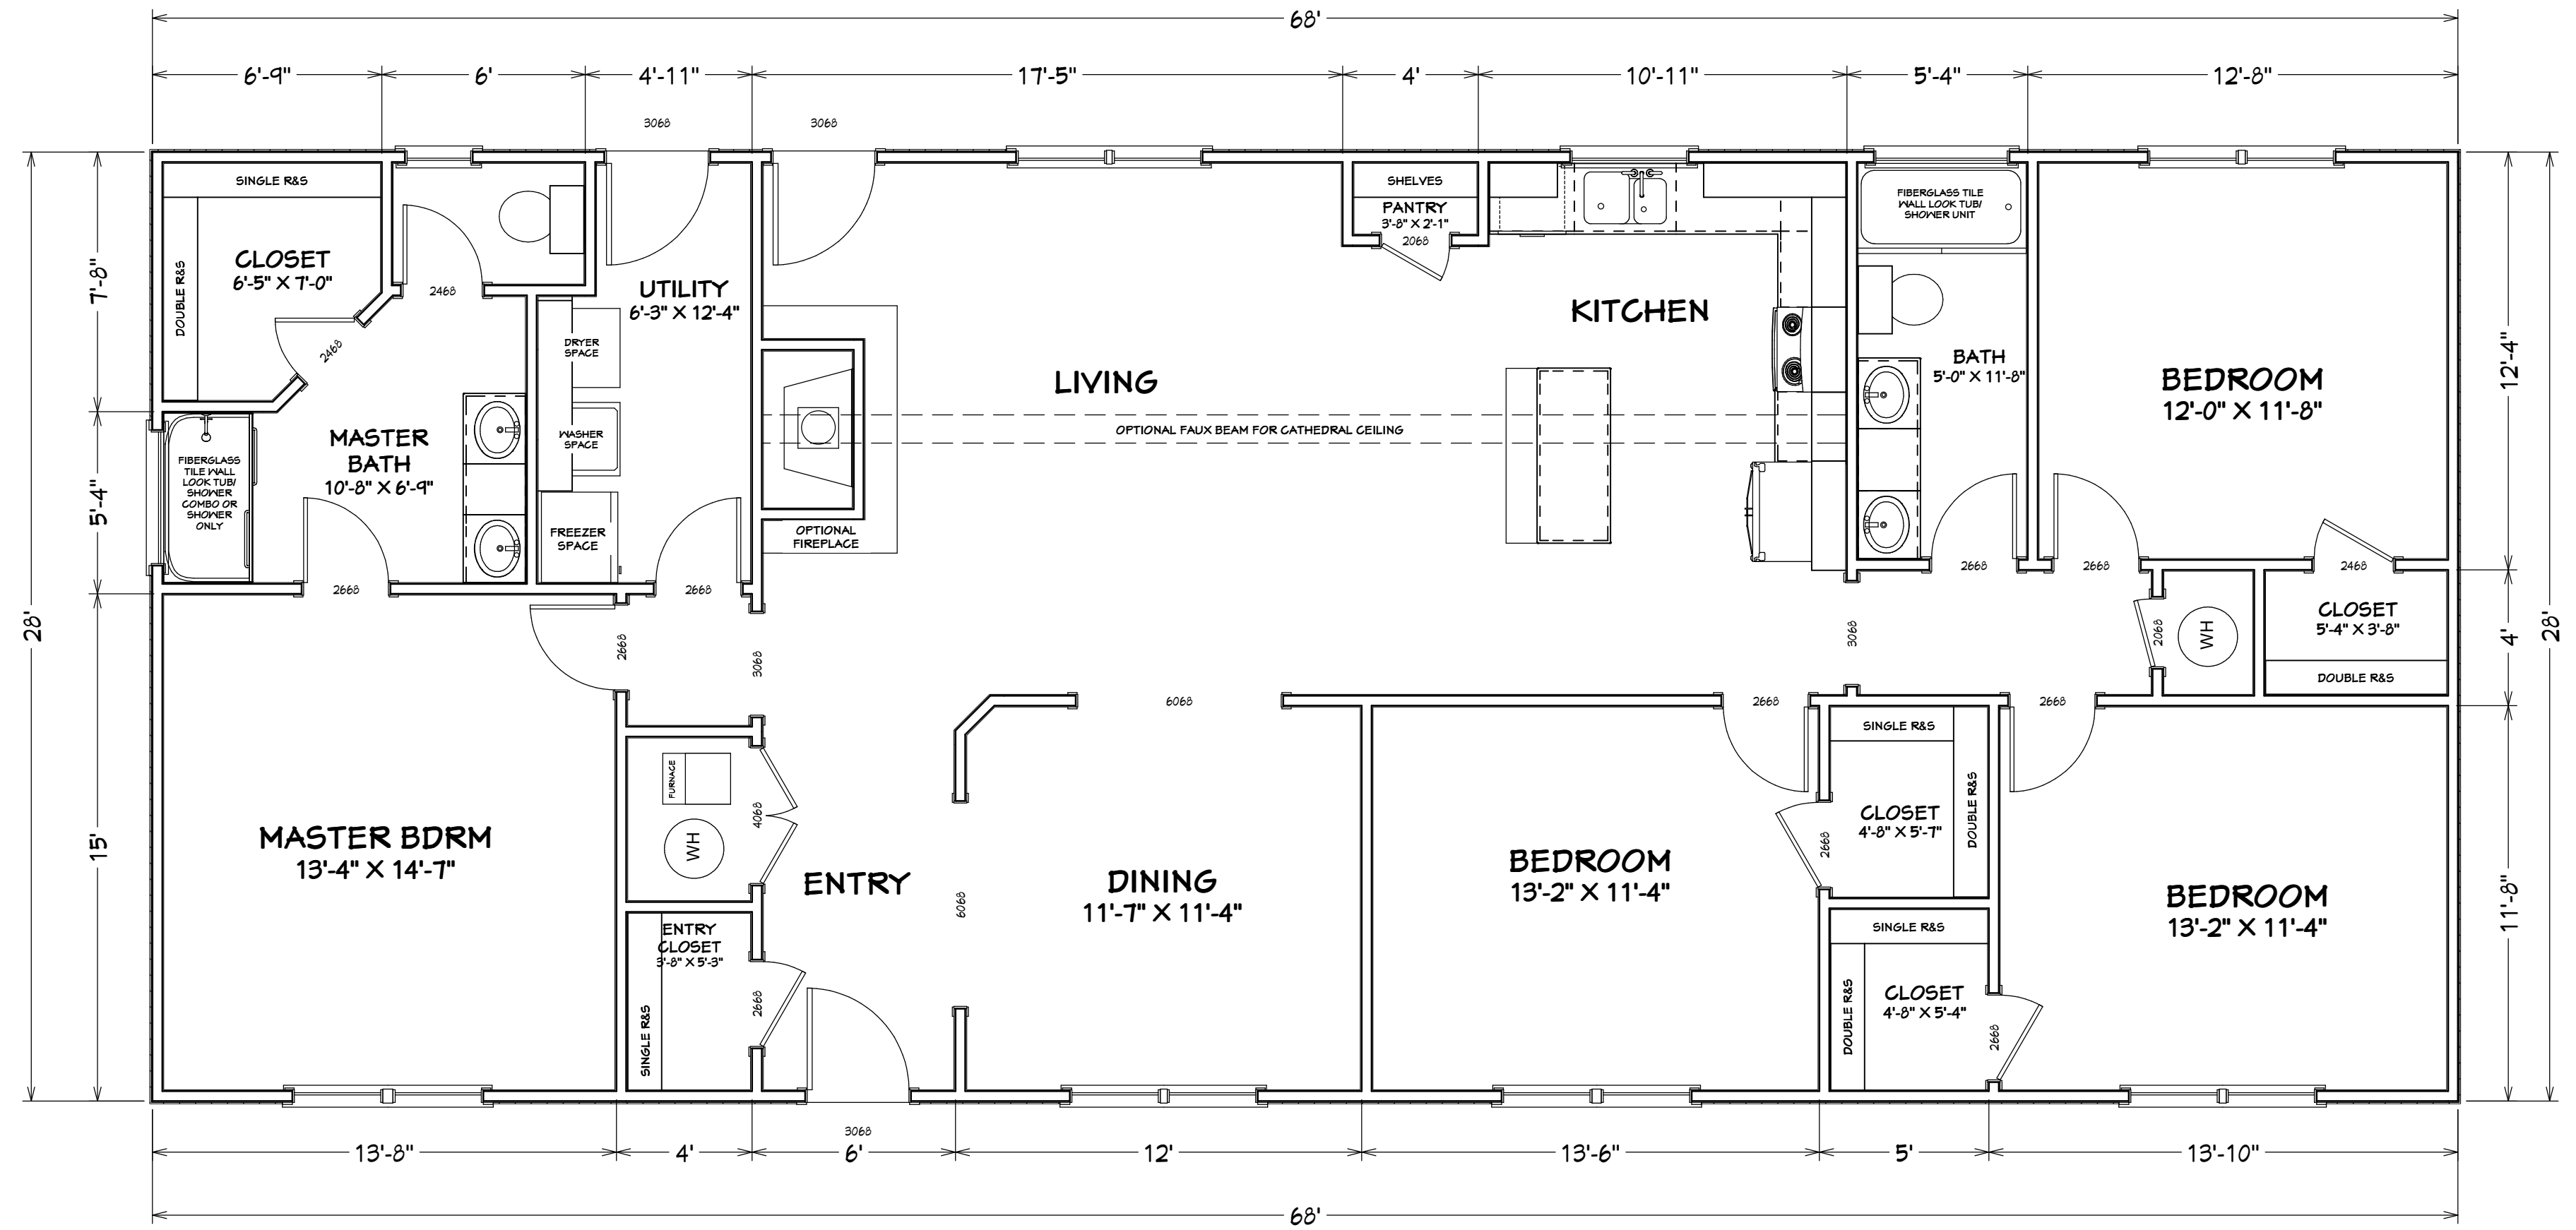 68'
6'-9" 6' 4'-11" 17'-5" 4' 10'-11" 5'-4" 12'-8"
3068 3068
SINGLE R&S
DOUBLE R&S
CLOSET
6'-5" X 7'-0"
2468
2468
UTILITY
6'-3" X 12'-4"
DRYER
SPACE
WASHER
SPACE
FREEZER
SPACE
MASTER
BATH
10'-8" X 6'-9"
FIBERGLASS
TILE WALL
LOOK TUB/
SHOWER
COMBO OR
SHOWER
ONLY
2668
2668
2668
3068
LIVING
OPTIONAL FAUX BEAM FOR CATHEDRAL CEILING
OPTIONAL
FIREPLACE
SHELVES
PANTRY
3'-8" X 2'-1"
2068
KITCHEN
FIBERGLASS TILE
WALL LOOK TUB/
SHOWER UNIT
BATH
5'-0" X 11'-8"
2668
3068
BEDROOM
12'-0" X 11'-8"
2668
2468
CLOSET
5'-4" X 3'-8"
DOUBLE R&S
2068
WH
7'-8"
5'-4"
15'
28'
12'-4"
4'
11'-8"
28'
MASTER BDRM
13'-4" X 14'-7"
FURNACE
WH
4068
ENTRY
CLOSET
3'-8" X 5'-3"
SINGLE R&S
2668
ENTRY
6068
6068
DINING
11'-7" X 11'-4"
BEDROOM
13'-2" X 11'-4"
2668
SINGLE R&S
DOUBLE R&S
CLOSET
4'-8" X 5'-7"
2668
SINGLE R&S
DOUBLE R&S
CLOSET
4'-8" X 5'-4"
2668
2668
BEDROOM
13'-2" X 11'-4"
3068
13'-8" 4' 6' 12' 13'-6" 5' 13'-10"
68'